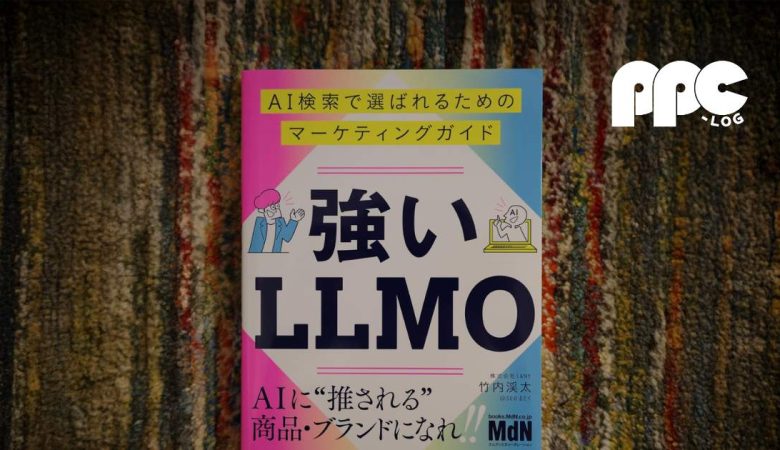 PPC
-LOG
AI検索で選ばれるための
マーケティングガイド
AI
強い
LLMO
竹内渓太
AIに“推される”
商品・ブランドになれ!!
books.MdN.co.jp
MdN